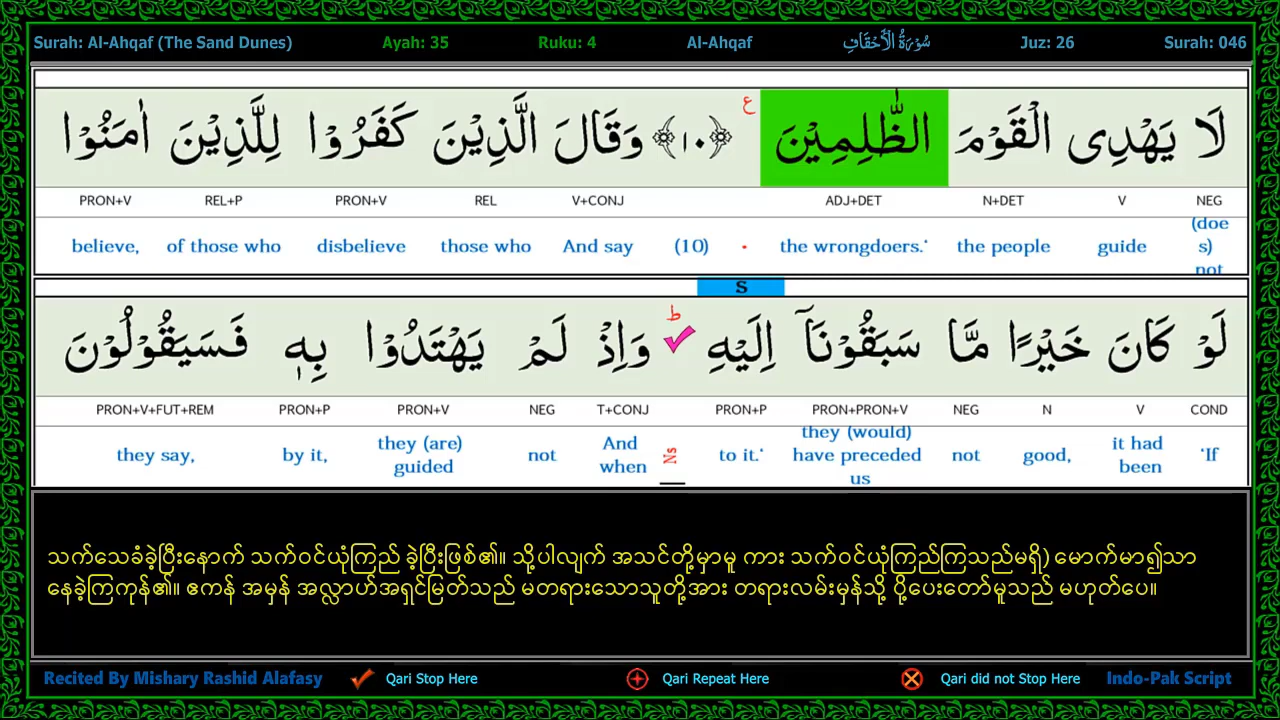 Surah: Al-Ahqaf (The Sand Dunes) Ayah: 35 Ruku: 4 Al-Ahqaf سُوْرَةُ الْأَحْقَافِ Juz: 26 Surah: 046
لَا يَهْدِى الْقَوْمَ الظّٰلِمِيْنَ ع ﴿١٠﴾ وَقَالَ الَّذِيْنَ كَفَرُوْا لِلَّذِيْنَ اٰمَنُوْا
PRON+V REL+P PRON+V REL V+CONJ ADJ+DET N+DET V NEG
believe, of those who disbelieve those who And say (10) the wrongdoers.‘ the people guide (does) not
S
لَوْ كَانَ خَيْرًا مَّا سَبَقُوْنَاۤ اِلَيْهِ ط وَاِذْ لَمْ يَهْتَدُوْا بِهٖ فَسَيَقُوْلُوْنَ
PRON+V+FUT+REM PRON+P PRON+V NEG T+CONJ PRON+P PRON+PRON+V NEG N V COND
they say, by it, they (are) guided not And when Ns to it.‘ they (would) have preceded us not good, it had been ‘If
သက်သေခံခဲ့ပြီးနောက် သက်ဝင်ယုံကြည် ခဲ့ပြီးဖြစ်၏။ သို့ပါလျက် အသင်တို့မှာမူ ကား သက်ဝင်ယုံကြည်ကြသည်မရှိ) မောက်မာ၍သာ
နေခဲ့ကြကုန်၏။ ဧကန် အမှန် အလ္လာဟ်အရှင်မြတ်သည် မတရားသောသူတို့အား တရားလမ်းမှန်သို့ ပို့ပေးတော်မူသည် မဟုတ်ပေ။
Recited By Mishary Rashid Alafasy Qari Stop Here Qari Repeat Here Qari did not Stop Here Indo-Pak Script